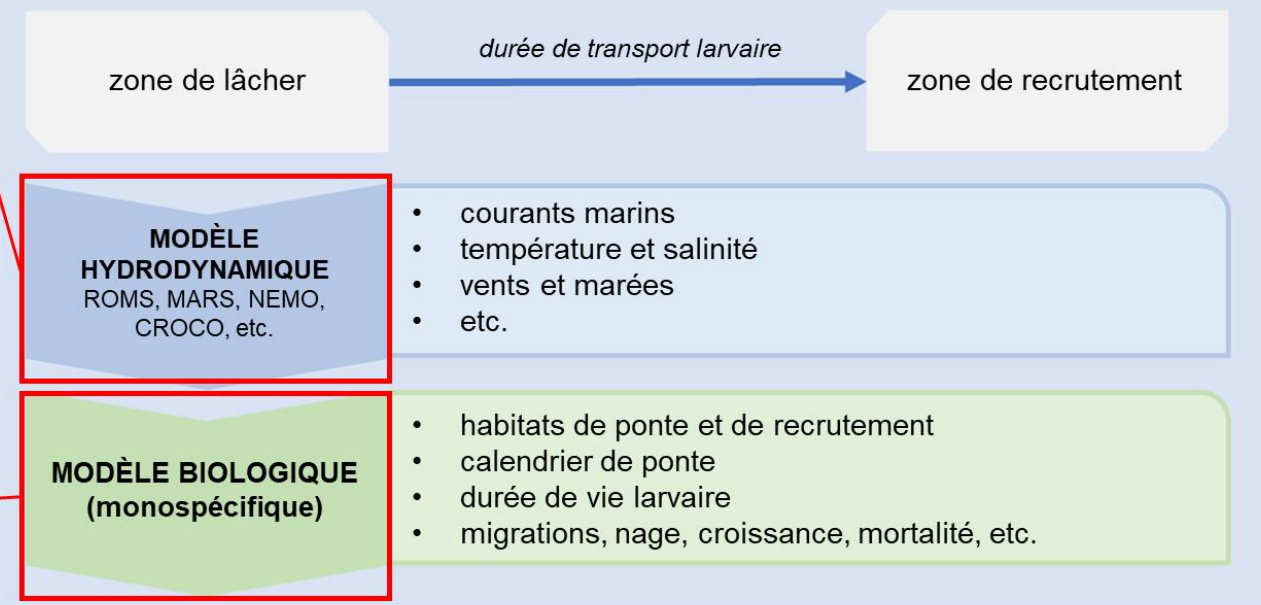 durée de transport larvaire
zone de lâcher
zone de recrutement
MODÈLE
HYDRODYNAMIQUE
ROMS, MARS, NEMO,
CROCO, etc.
• courants marins
• température et salinité
• vents et marées
• etc.
MODÈLE BIOLOGIQUE
(monospécifique)
• habitats de ponte et de recrutement
• calendrier de ponte
• durée de vie larvaire
• migrations, nage, croissance, mortalité, etc.